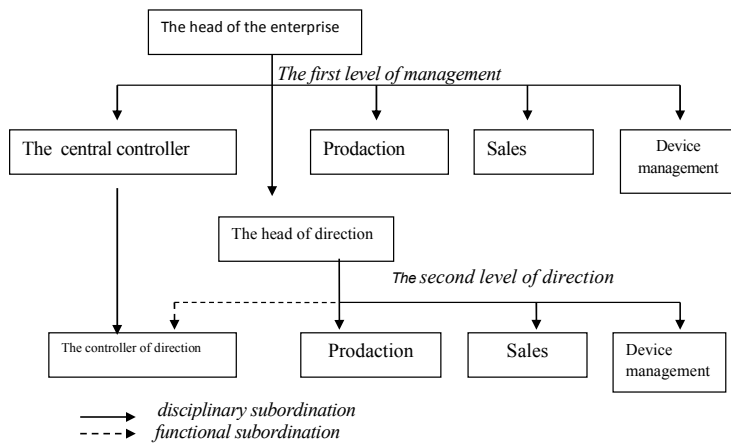 The head of the enterprise
The first level of management
The central controller
Prodaction
Sales
Device
management
The head of direction
The second level of direction
The controller of direction
Prodaction
Sales
Device
management
disciplinary subordination
functional subordination